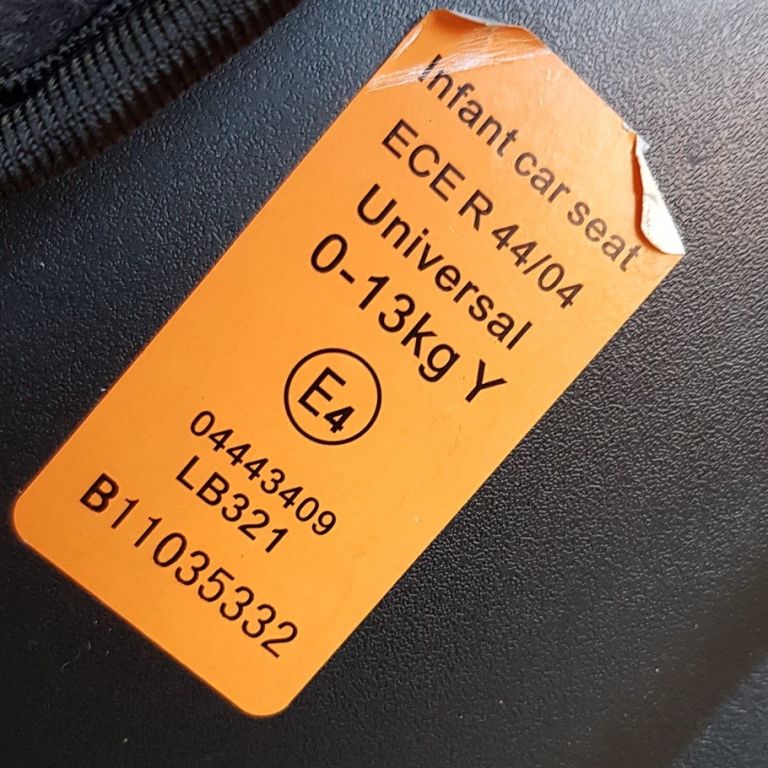 Infant car seat
ECE R 44/04
Universal
0-13kg Y
E4
04443409
LB321
B11035332